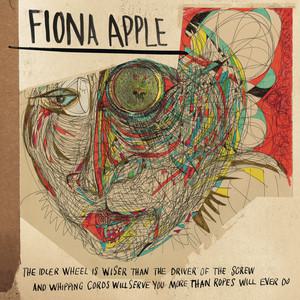 FIONA APPLE
THE IDLER WHEEL IS WISER THAN THE DRIVER OF THE SCREW
AND WHIPPING CORDS WILL SERVE YOU MORE THAN ROPES WILL EVER DO